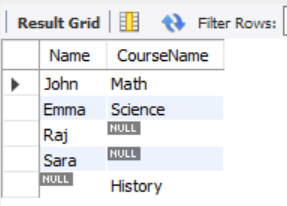 Result Grid Filter Rows:
Name CourseName
John Math
Emma Science
Raj NULL
Sara NULL
NULL History